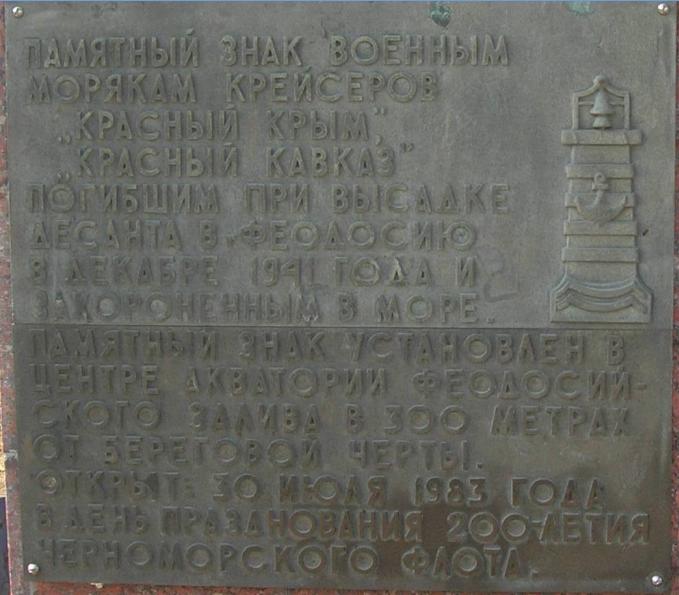 ПАМЯТНЫЙ ЗНАК ВОЕННЫМ
МОРЯКАМ КРЕЙСЕРОВ
„КРАСНЫЙ КРЫМ”
„КРАСНЫЙ КАВКАЗ”
ПОГИБШИМ ПРИ ВЫСАДКЕ
ДЕСАНТА В ФЕОДОСИЮ
В ДЕКАБРЕ 1941 ГОДА И
ЗАХОРОНЕННЫМ В МОРЕ.
ПАМЯТНЫЙ ЗНАК УСТАНОВЛЕН В
ЦЕНТРЕ АКВАТОРИИ ФЕОДОСИЙ-
СКОГО ЗАЛИВА В 300 МЕТРАХ
ОТ БЕРЕГОВОЙ ЧЕРТЫ.
ОТКРЫТ: 30 ИЮЛЯ 1983 ГОДА
В ДЕНЬ ПРАЗДНОВАНИЯ 200-ЛЕТИЯ
ЧЕРНОМОРСКОГО ФЛОТА.